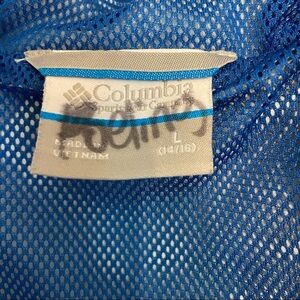 Columbia
Sportswear Company
L
MADE IN
VIETNAM
(14/16)